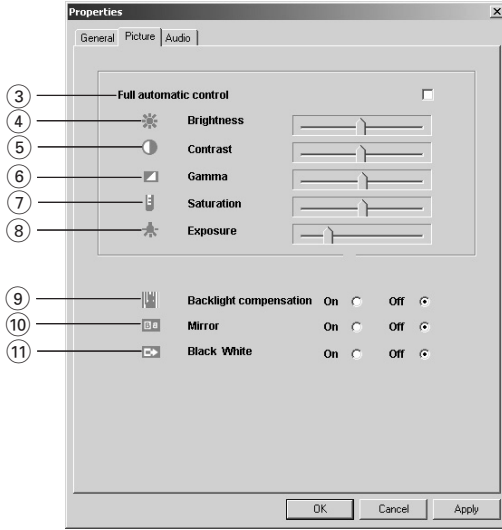 Properties
General Picture Audio
3 Full automatic control
4 Brightness
5 Contrast
6 Gamma
7 Saturation
8 Exposure
9 Backlight compensation On Off
10 Mirror On Off
11 Black White On Off
OK Cancel Apply